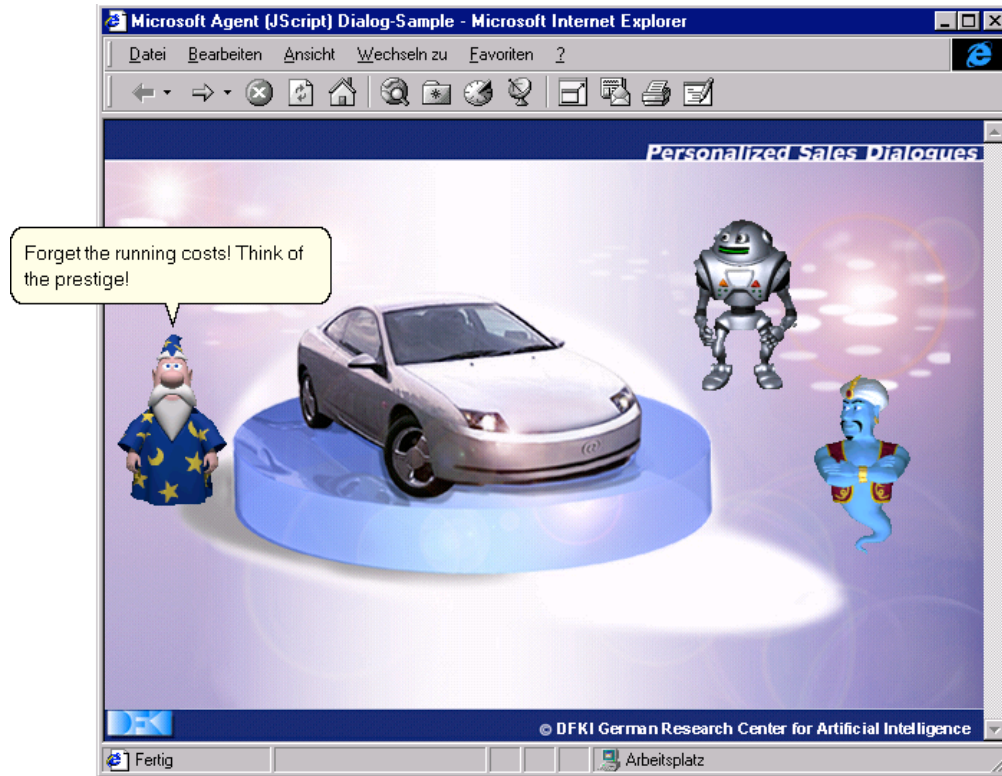 Microsoft Agent (JScript) Dialog-Sample - Microsoft Internet Explorer
Datei Bearbeiten Ansicht Wechseln zu Favoriten ?
Personalized Sales Dialogues
Forget the running costs! Think of
the prestige!
@
DFKI
© DFKI German Research Center for Artificial Intelligence
Fertig Arbeitsplatz